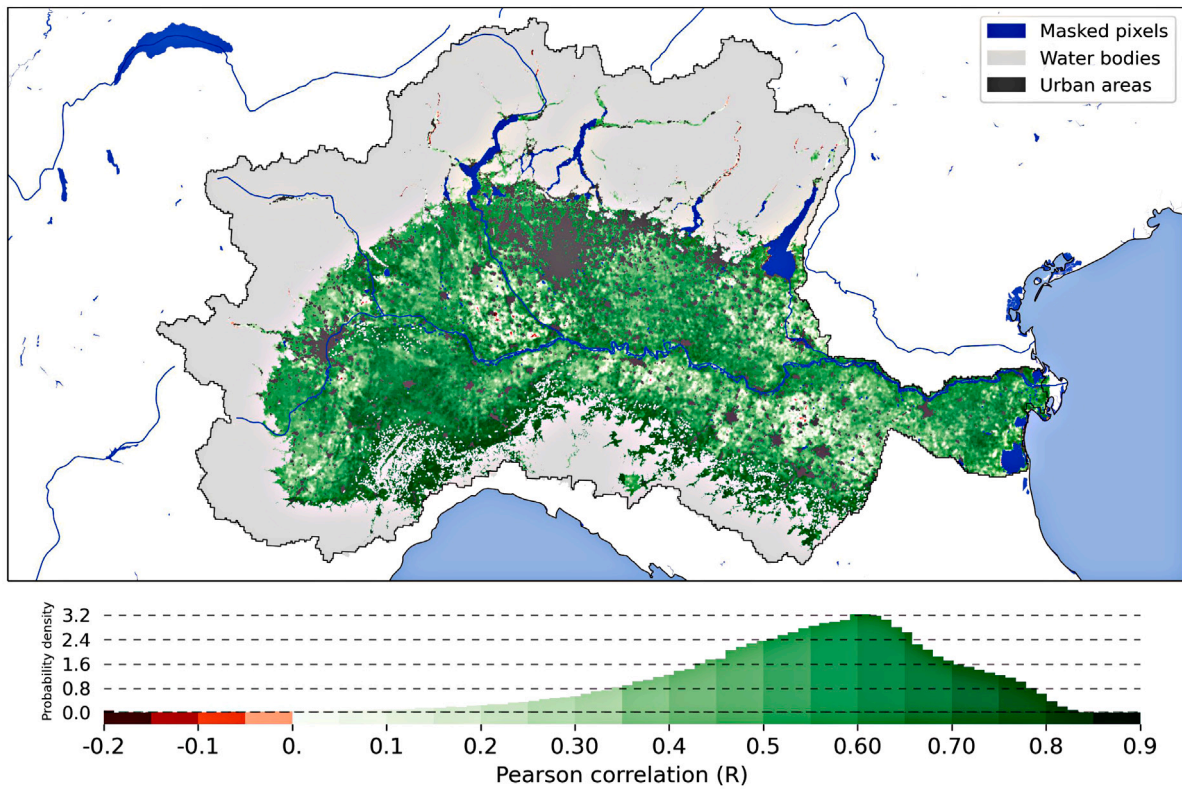 Masked pixels
Water bodies
Urban areas
Probability density
3.2
2.4
1.6
0.8
0.0
-0.2 -0.1 0. 0.1 0.2 0.30 0.4 0.5 0.60 0.70 0.8 0.9
Pearson correlation (R)